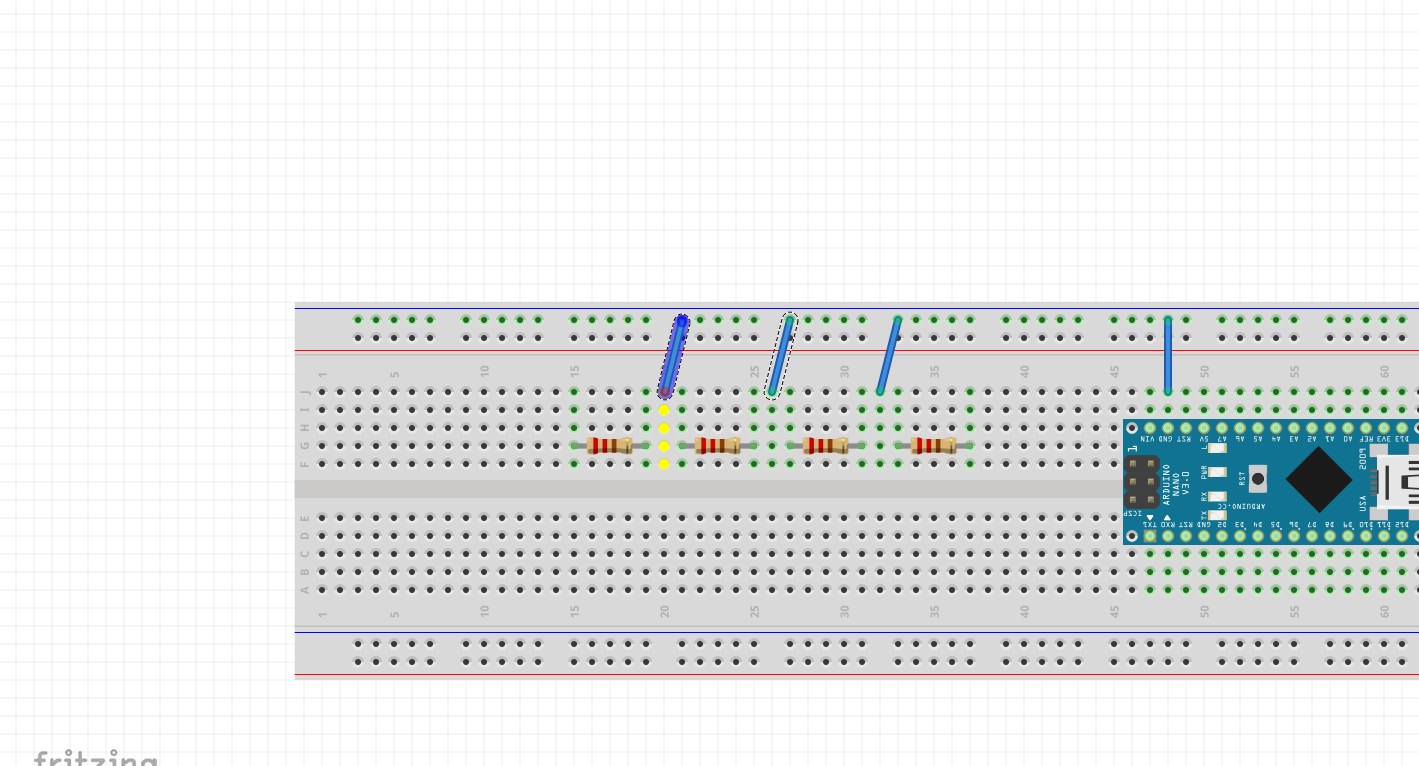 1 5 10 15 20 25 30 35 40 45 50 55 60
J
I
H
G
F
VIN GND RST 5V A7 A6 A5 A4 A3 A2 A1 A0 REF 3V3 D13
1
L
PWR
RX
TX
RST
ARDUINO
NANO
V3.0
ARDUINO.CC
ICSP
USA
TX1 RX0 RST GND D2 D3 D4 D5 D6 D7 D8 D9 D10 D11 D12
E
D
C
B
A
1 5 10 15 20 25 30 35 40 45 50 55 60
fritzing